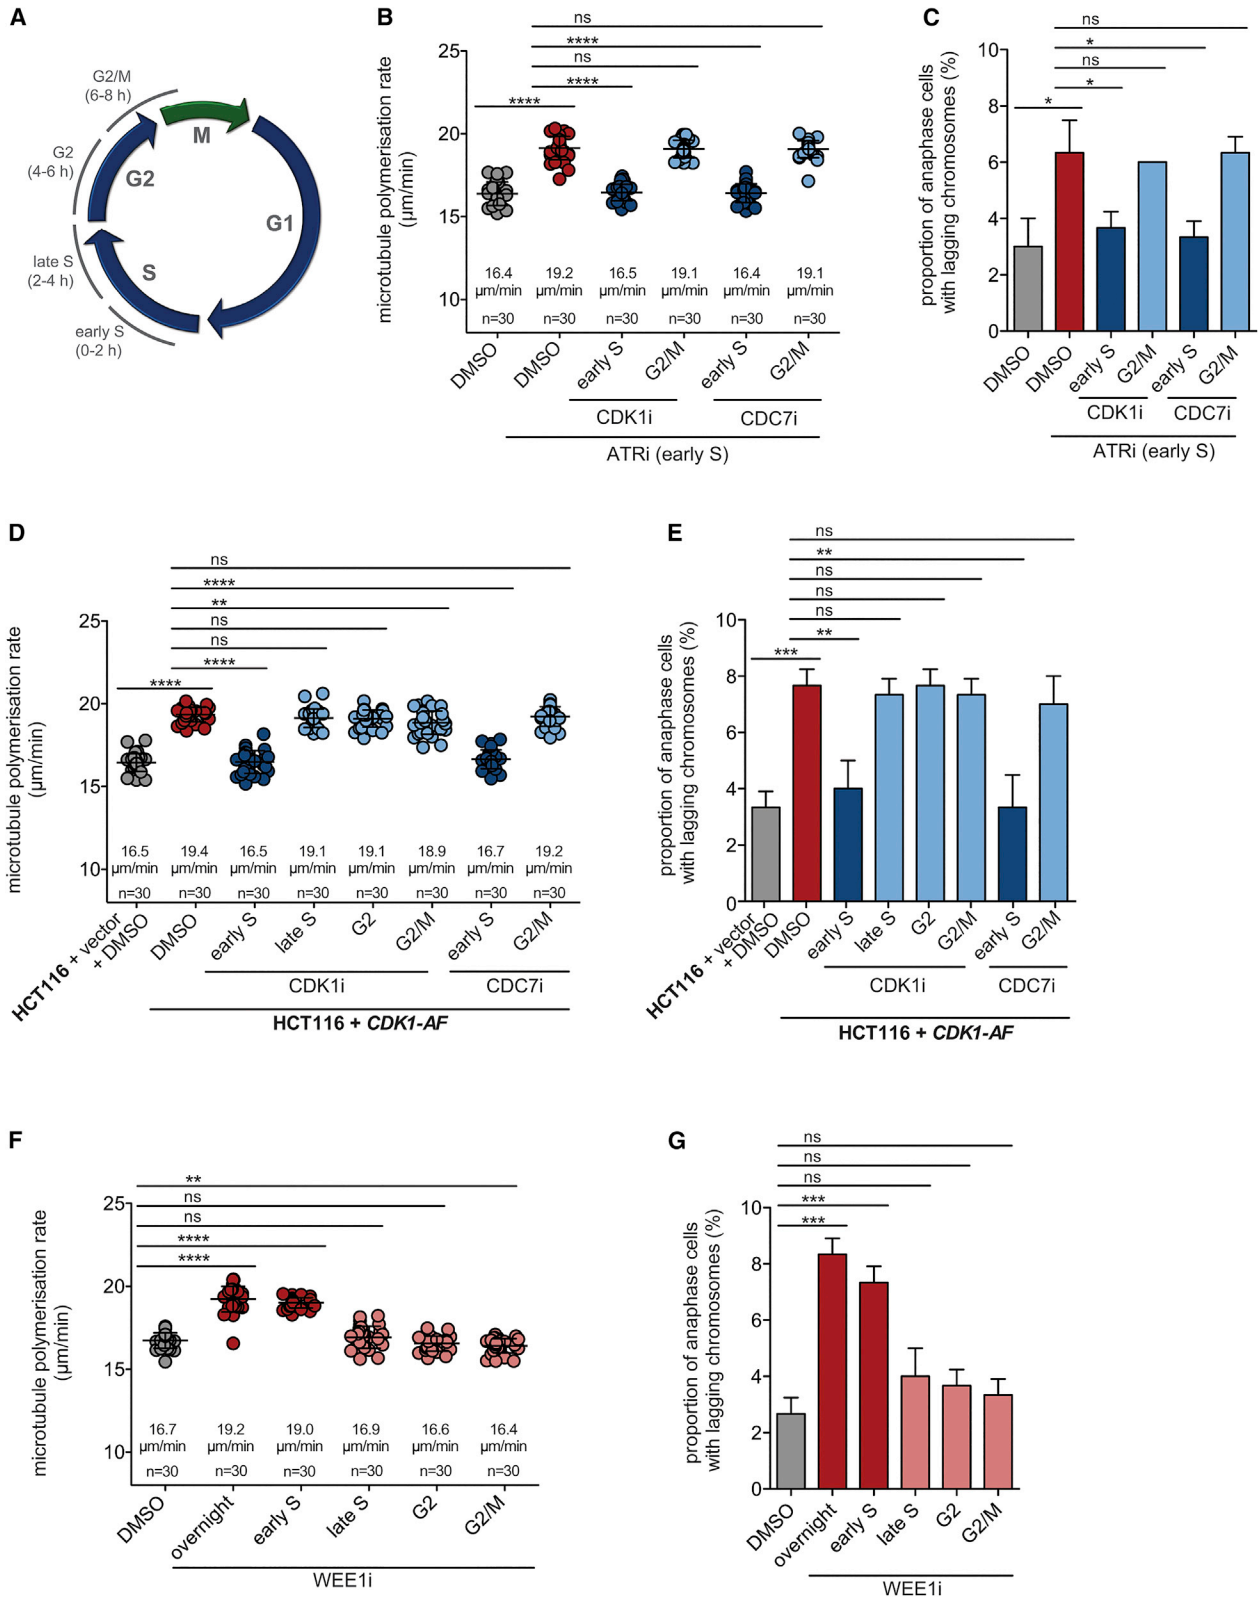 A
G2/M
(6-8 h)
G2
(4-6 h)
late S
(2-4 h)
early S
(0-2 h)
M
G2
S
G1
B
ns
****
ns
****
****
microtubule polymerisation rate
(µm/min)
25
20
15
10
16.4 19.2 16.5 19.1 16.4 19.1
µm/min µm/min µm/min µm/min µm/min µm/min
n=30 n=30 n=30 n=30 n=30 n=30
DMSO DMSO early S G2/M early S G2/M
CDK1i CDC7i
ATRi (early S)
C
ns
*
ns
*
*
proportion of anaphase cells
with lagging chromosomes (%)
10
8
6
4
2
0
DMSO DMSO early S G2/M early S G2/M
CDK1i CDC7i
ATRi (early S)
D
ns
****
**
ns
ns
****
****
microtubule polymerisation rate
(µm/min)
25
20
15
10
16.5 19.4 16.5 19.1 19.1 18.9 16.7 19.2
µm/min µm/min µm/min µm/min µm/min µm/min µm/min µm/min
n=30 n=30 n=30 n=30 n=30 n=30 n=30 n=30
HCT116 + vector
+ DMSO
DMSO early S late S G2 G2/M early S G2/M
CDK1i CDC7i
HCT116 + CDK1-AF
E
ns
**
ns
ns
ns
**
***
proportion of anaphase cells
with lagging chromosomes (%)
10
8
6
4
2
0
HCT116 + vector
+ DMSO
DMSO early S late S G2 G2/M early S G2/M
CDK1i CDC7i
HCT116 + CDK1-AF
F
**
ns
ns
****
****
microtubule polymerisation rate
(µm/min)
25
20
15
10
16.7 19.2 19.0 16.9 16.6 16.4
µm/min µm/min µm/min µm/min µm/min µm/min
n=30 n=30 n=30 n=30 n=30 n=30
DMSO overnight early S late S G2 G2/M
WEE1i
G
ns
ns
ns
***
***
proportion of anaphase cells
with lagging chromosomes (%)
10
8
6
4
2
0
DMSO overnight early S late S G2 G2/M
WEE1i